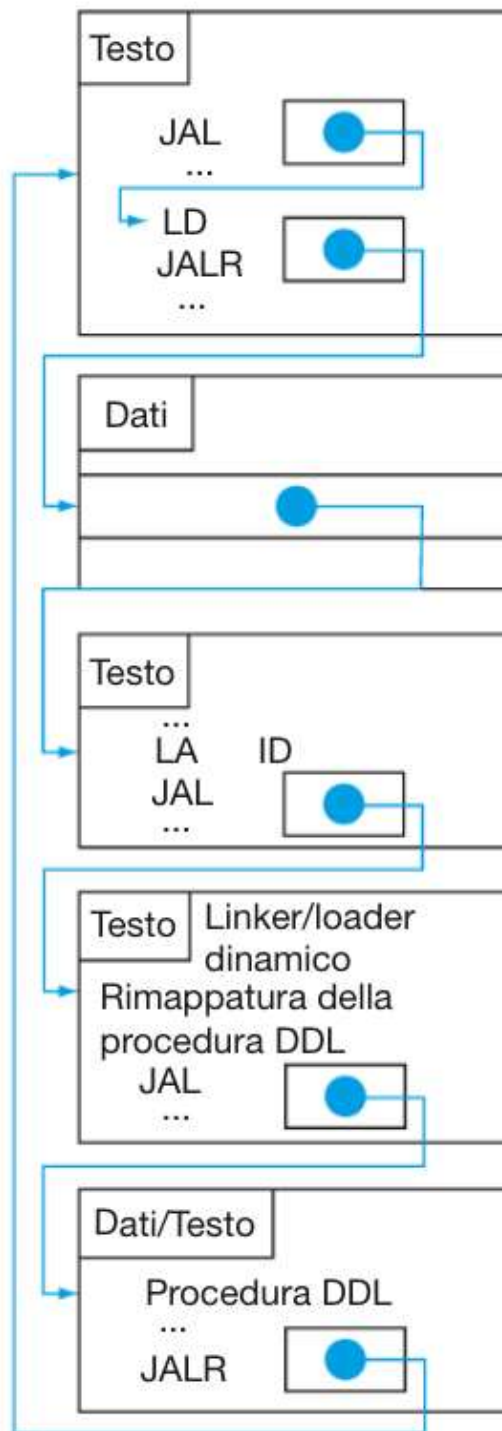 Testo
JAL
...
LD
JALR
...
Dati
Testo
...
LA ID
JAL
...
Testo Linker/loader
dinamico
Rimappatura della
procedura DDL
JAL
...
Dati/Testo
Procedura DDL
...
JALR